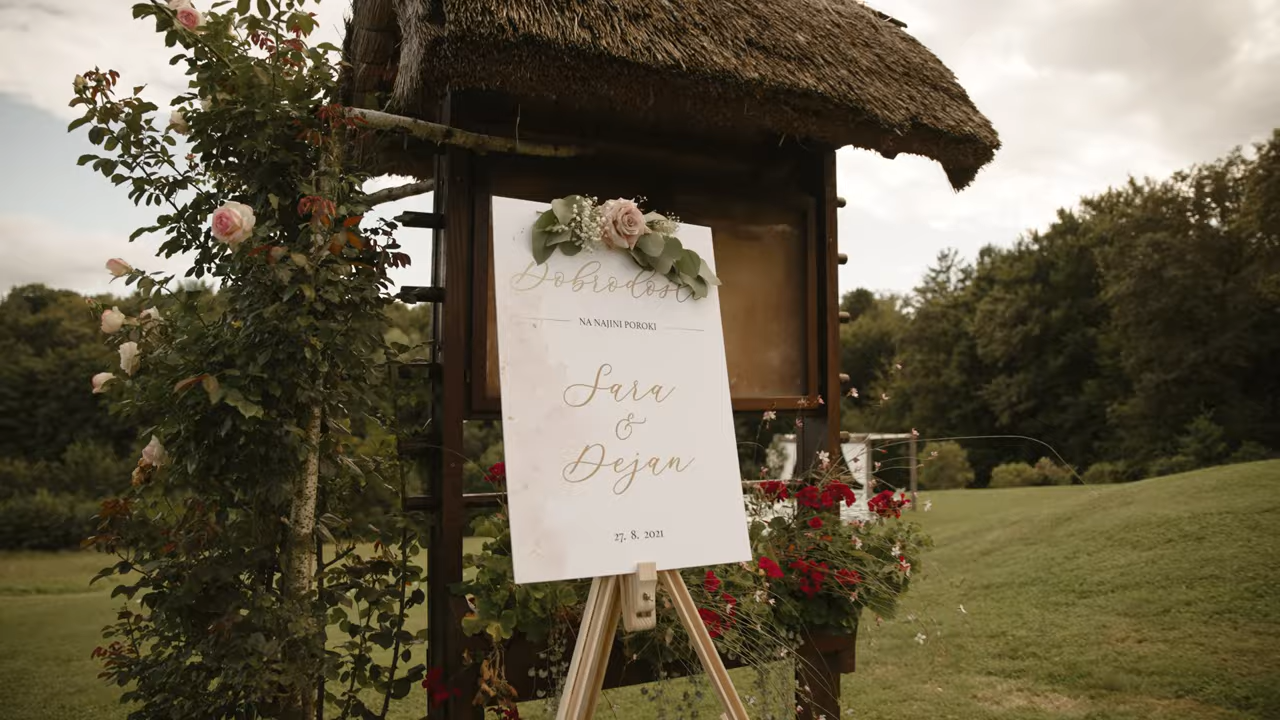 Dobrodošli
NA NAJINI POROKI
Sara
&
Dejan
27. 8. 2021